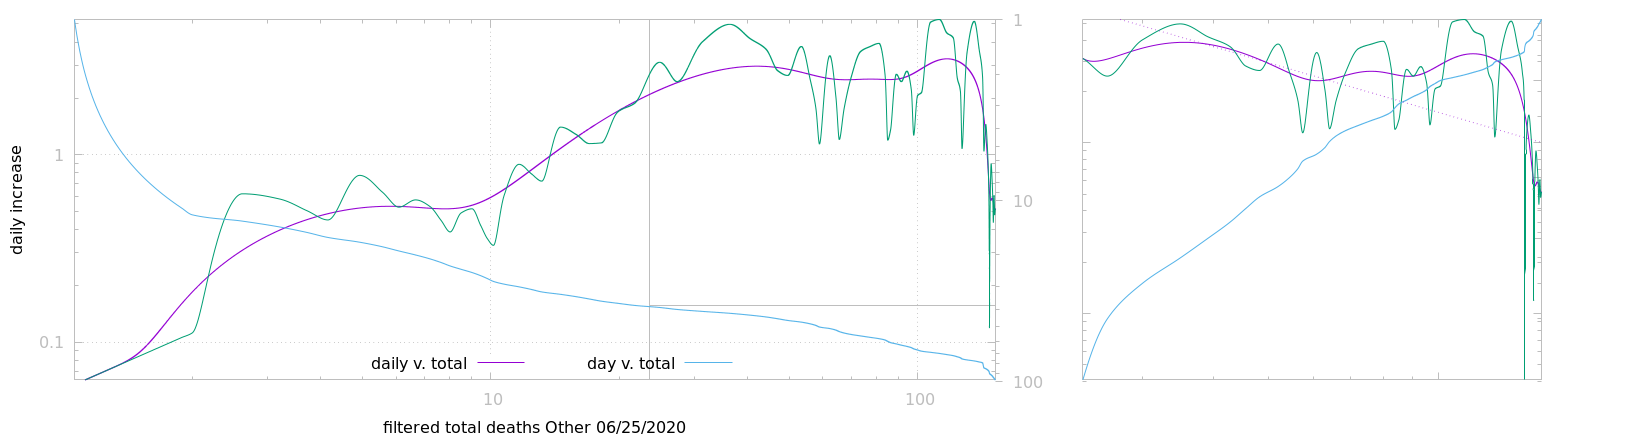 1
0.1
daily increase
daily v. total
day v. total
10
100
1
10
100
filtered total deaths Other 06/25/2020